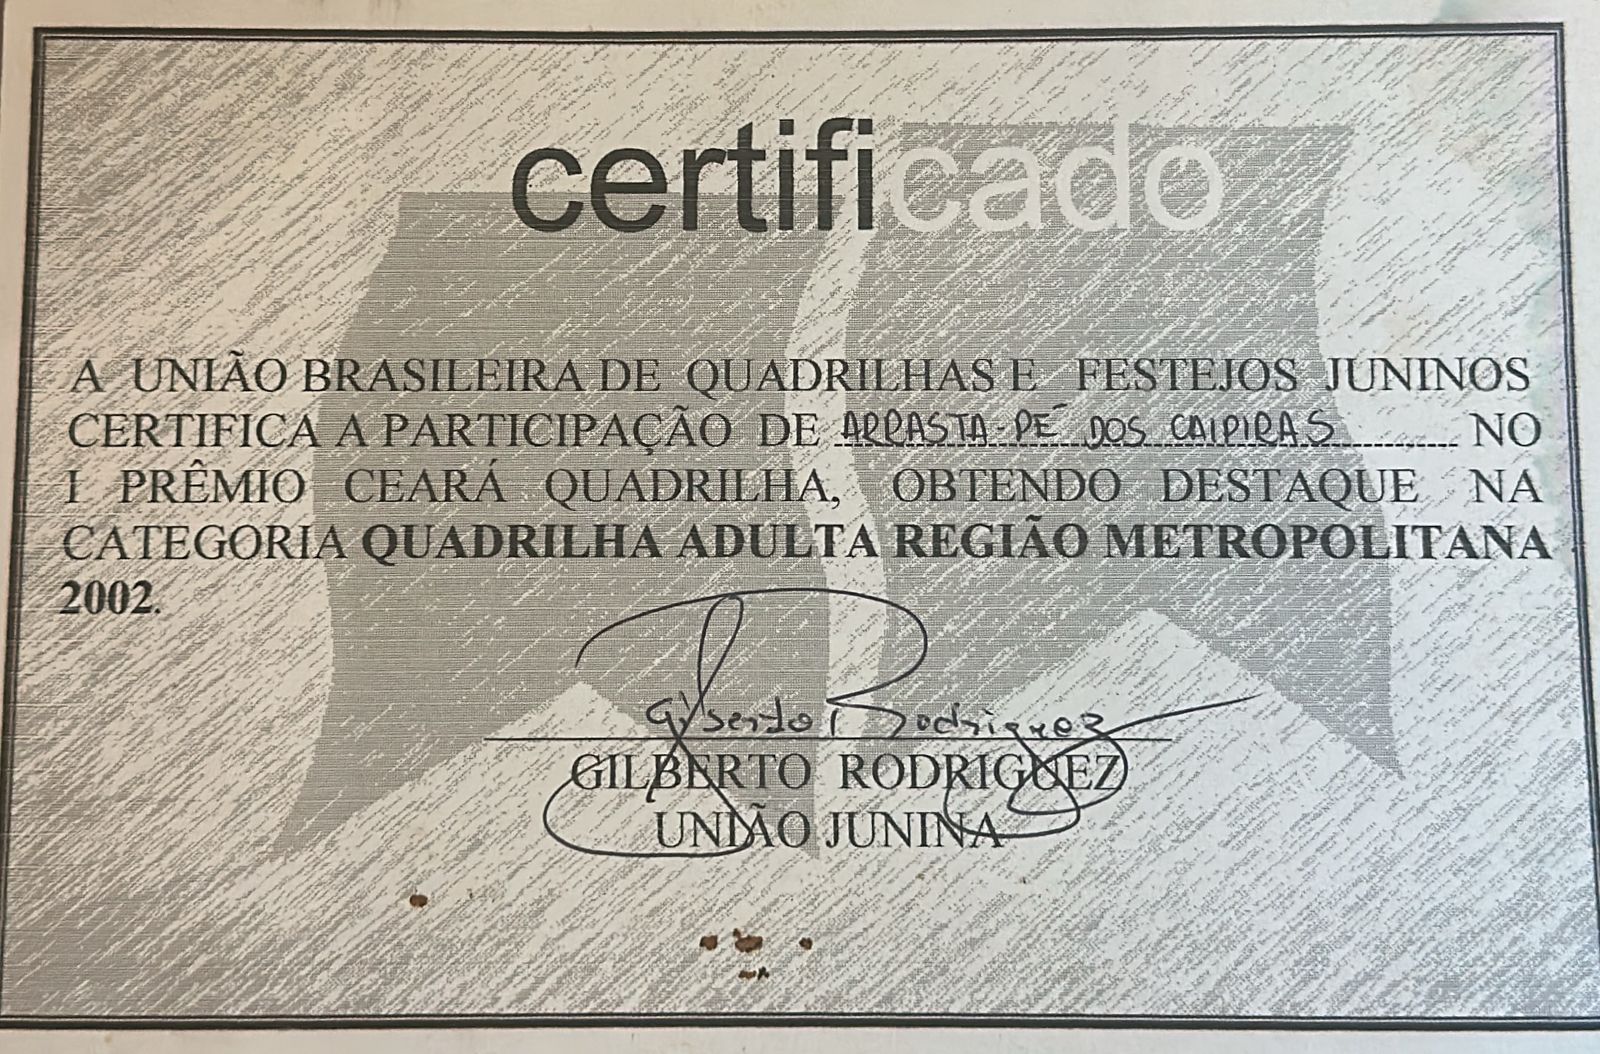 certificado
A UNIÃO BRASILEIRA DE QUADRILHAS E FESTEJOS JUNINOS
CERTIFICA A PARTICIPAÇÃO DE ARRASTA-PÉ DOS CAIPIRAS NO
I PRÊMIO CEARÁ QUADRILHA, OBTENDO DESTAQUE NA
CATEGORIA QUADRILHA ADULTA REGIÃO METROPOLITANA
2002.
Gilberto Rodriguez
GILBERTO RODRIGUEZ
UNIÃO JUNINA